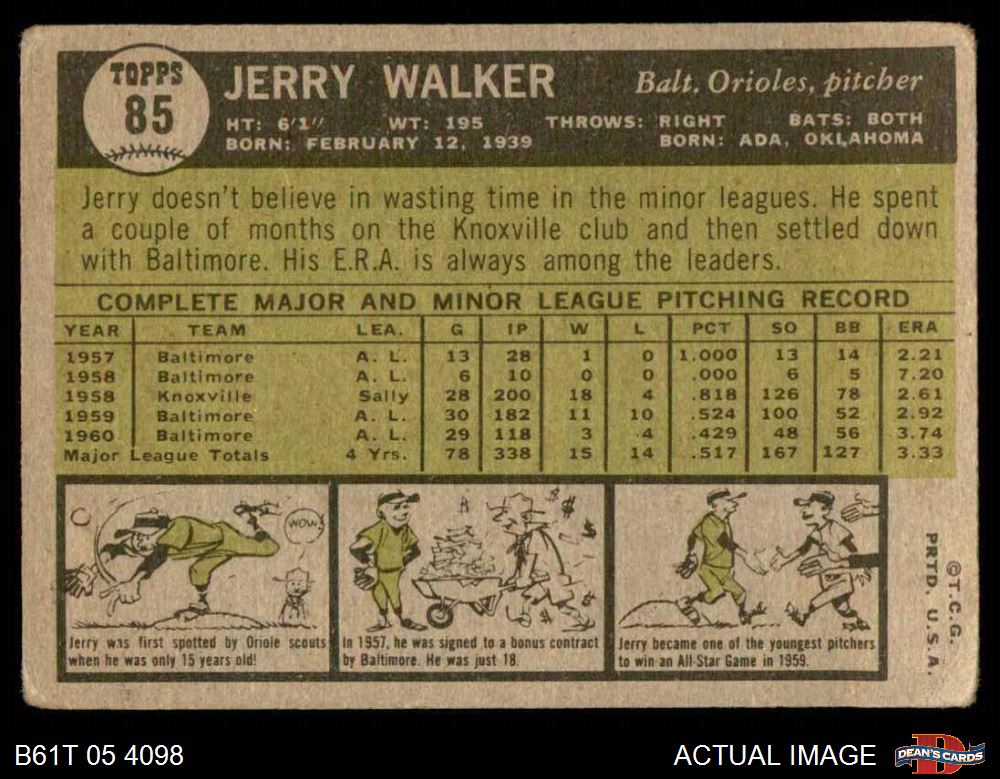 TOPPS
85
JERRY WALKER
Balt. Orioles, pitcher
HT: 6'1" WT: 195 THROWS: RIGHT BATS: BOTH
BORN: FEBRUARY 12, 1939 BORN: ADA, OKLAHOMA
Jerry doesn't believe in wasting time in the minor leagues. He spent
a couple of months on the Knoxville club and then settled down
with Baltimore. His E.R.A. is always among the leaders.
COMPLETE MAJOR AND MINOR LEAGUE PITCHING RECORD
YEAR TEAM LEA. G IP W L PCT SO BB ERA
1957 Baltimore A. L. 13 28 1 0 1.000 13 14 2.21
1958 Baltimore A. L. 6 10 0 0 .000 6 5 7.20
1958 Knoxville Sally 28 200 18 4 .818 126 78 2.61
1959 Baltimore A. L. 30 182 11 10 .524 100 52 2.92
1960 Baltimore A. L. 29 118 3 4 .429 48 56 3.74
Major League Totals 4 Yrs. 78 338 15 14 .517 167 127 3.33
WOW!
Jerry was first spotted by Oriole scouts
when he was only 15 years old!
$ $
In 1957, he was signed to a bonus contract
by Baltimore. He was just 18.
Jerry became one of the youngest pitchers
to win an All-Star Game in 1959.
©T.C.G.
PRTD. U.S.A.
B61T 05 4098
ACTUAL IMAGE
DEAN'S CARDS